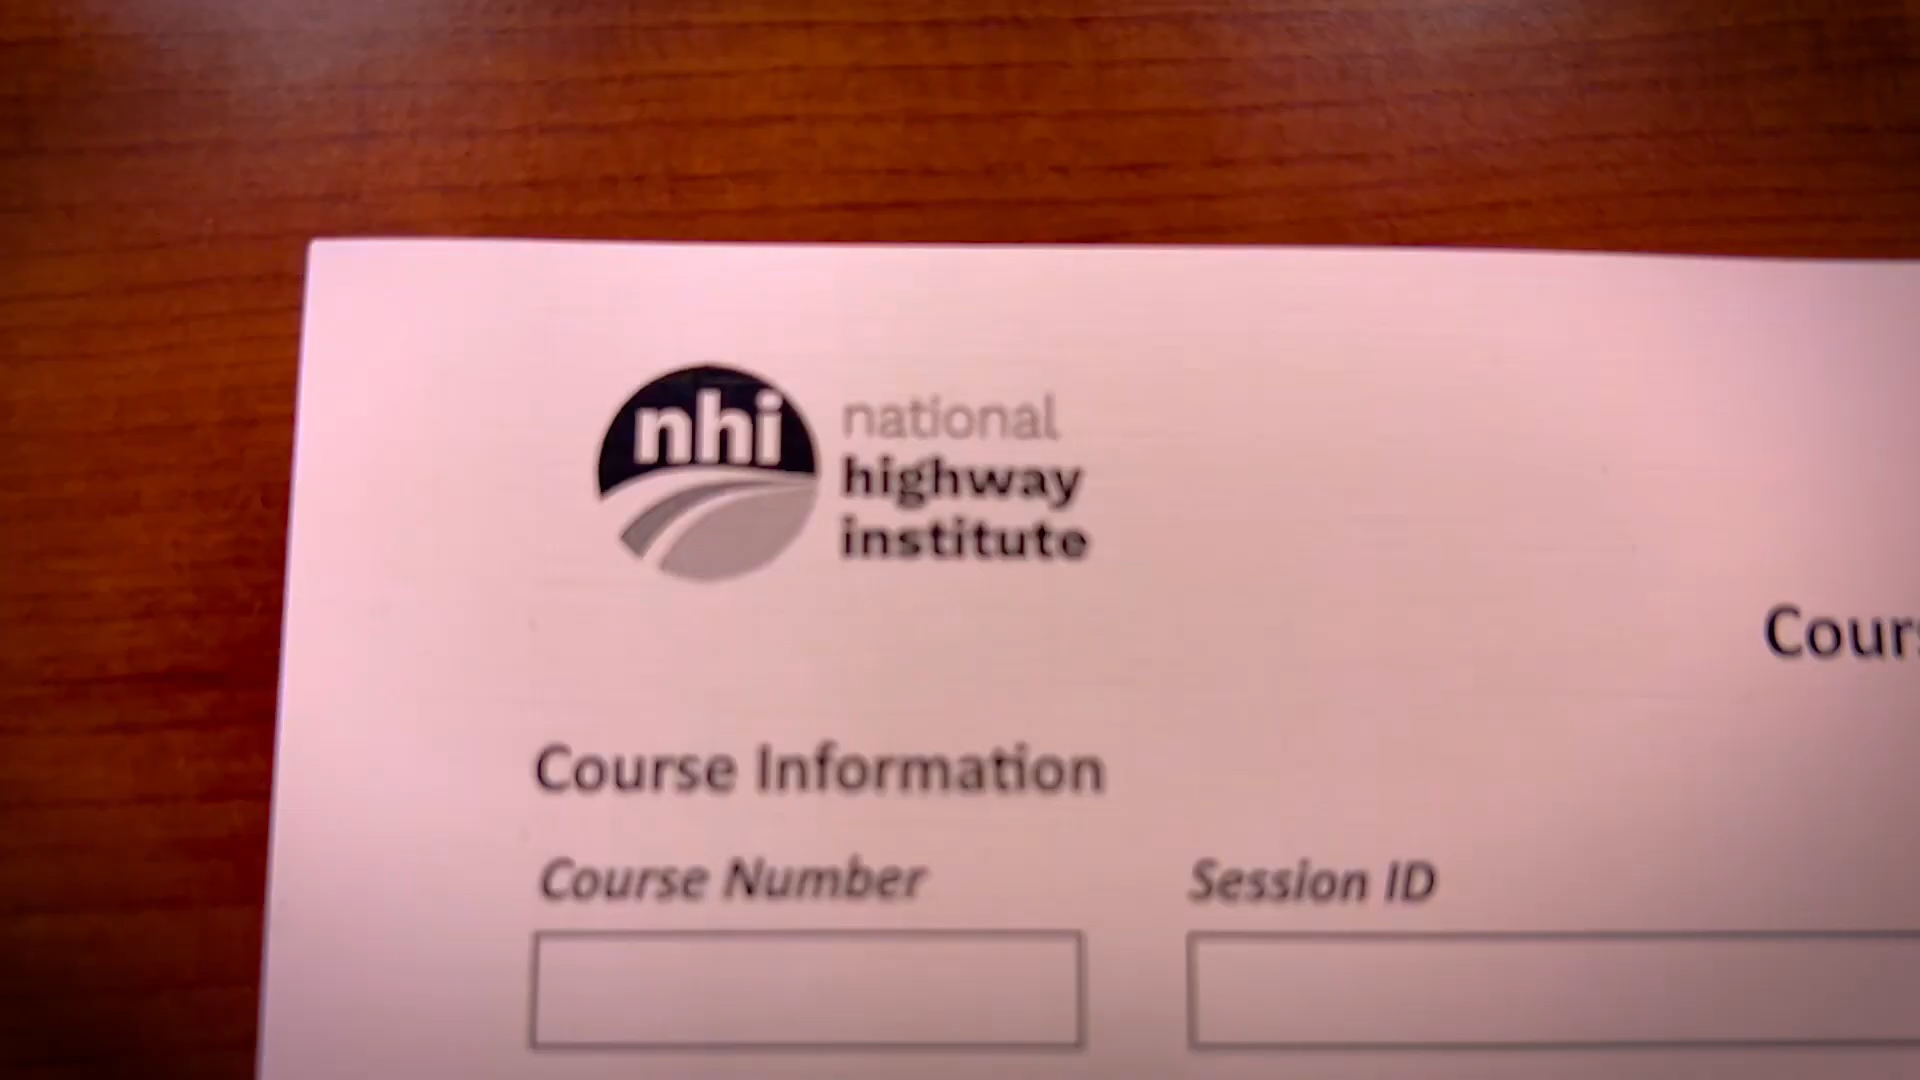 nhi
national
highway
institute
Course Information
Course Number
Session ID